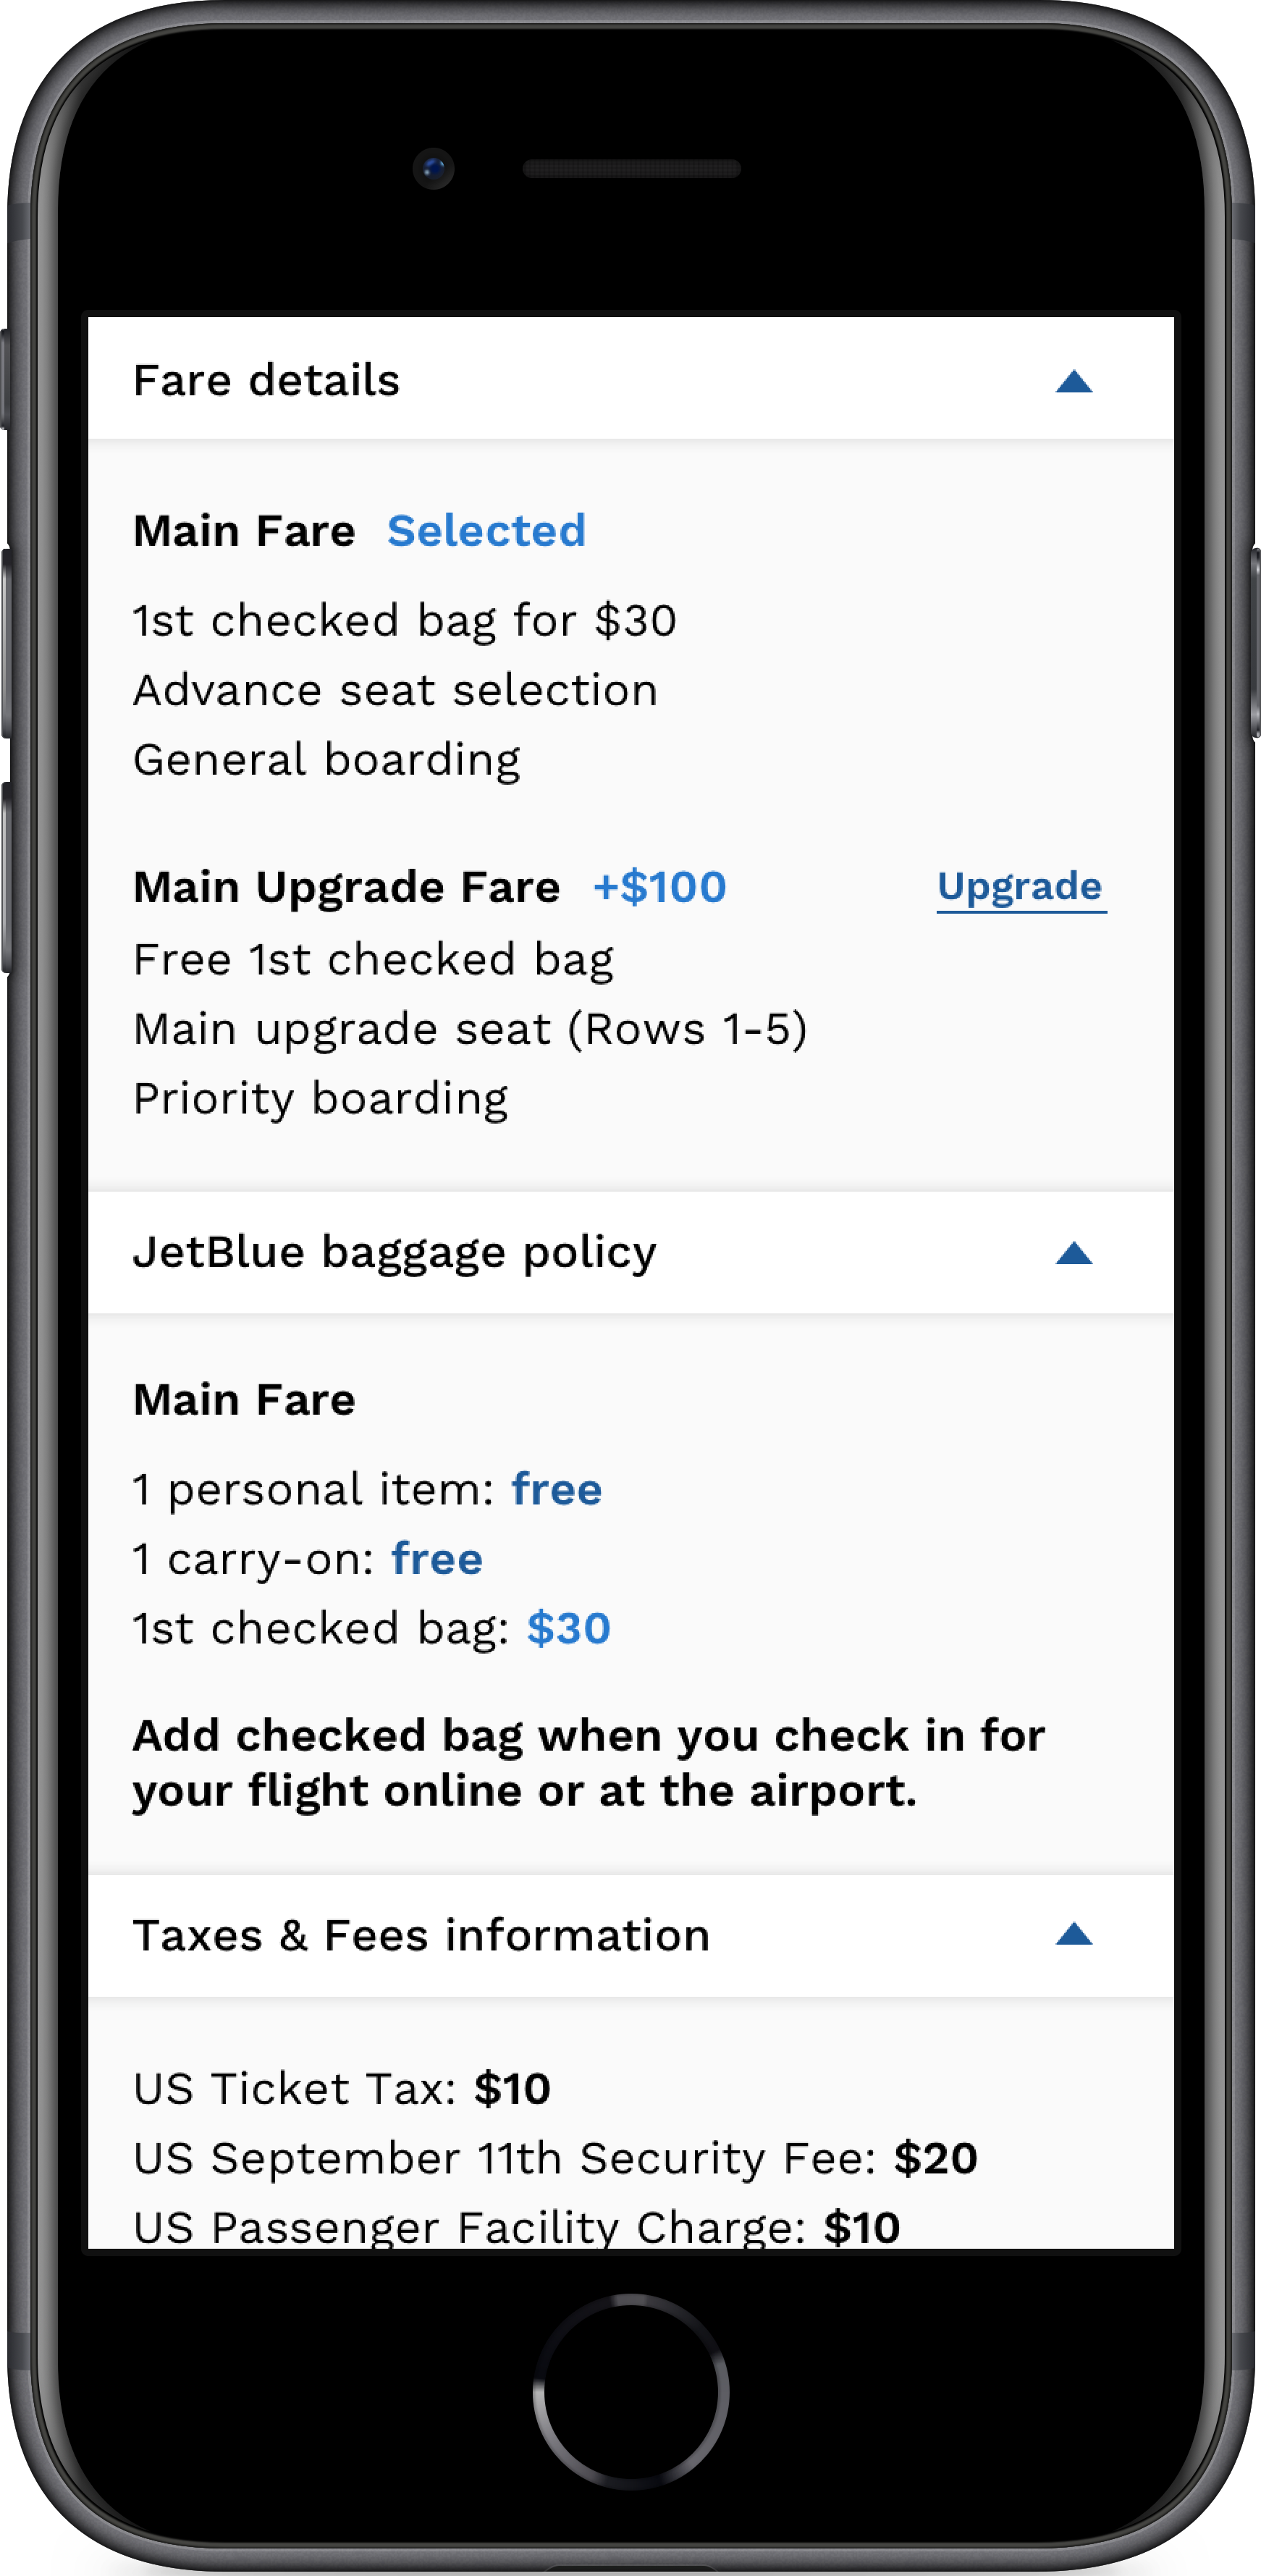 Fare details
Main Fare Selected
1st checked bag for $30
Advance seat selection
General boarding
Main Upgrade Fare +$100 Upgrade
Free 1st checked bag
Main upgrade seat (Rows 1-5)
Priority boarding
JetBlue baggage policy
Main Fare
1 personal item: free
1 carry-on: free
1st checked bag: $30
Add checked bag when you check in for
your flight online or at the airport.
Taxes & Fees information
US Ticket Tax: $10
US September 11th Security Fee: $20
US Passenger Facility Charge: $10